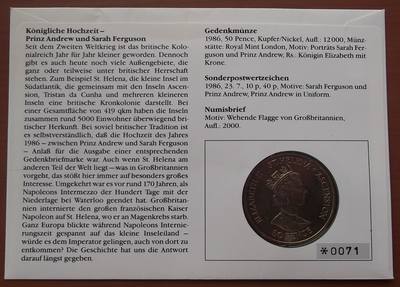 Königliche Hochzeit–
Prinz Andrew und Sarah Ferguson
Seit dem Zweiten Weltkrieg ist das britische Kolo-
nialreich Jahr für Jahr kleiner geworden. Dennoch
gibt es auch heute noch viele Außengebiete, die
ganz oder teilweise unter britischer Herrschaft
stehen. Zum Beispiel St. Helena, die kleine Insel im
Südatlantik, die gemeinsam mit den Inseln Ascen-
sion, Tristan da Cunha und mehreren kleineren
Inseln eine britische Kronkolonie darstellt. Bei
einer Gesamtfläche von 419 qkm haben die Inseln
zusammen rund 5000 Einwohner überwiegend bri-
tischer Herkunft. Bei soviel britischer Tradition ist
es selbstverständlich, daß die Hochzeit des Jahres
1986 – zwischen Prinz Andrew und Sarah Ferguson
– Anlaß für die Ausgabe einer entsprechenden
Gedenkbriefmarke war. Auch wenn St. Helena am
anderen Teil der Welt liegt — was in Großbritannien
vorgeht, das stößt hier immer auf besonders großes
Interesse. Umgekehrt war es vor rund 170 Jahren, als
Napoleons Intermezzo der Hundert Tage mit der
Niederlage bei Waterloo geendet hat. Großbritan-
nien internierte den großen französischen Kaiser
Napoleon auf St. Helena, wo er an Magenkrebs starb.
Ganz Europa blickte während Napoleons Internie-
rungszeit gespannt auf das kleine Inseleiland —
würde es dem Imperator gelingen, auch von dort zu
entkommen? Die Geschichte hat uns die Antwort
darauf längst gegeben.
Gedenkmünze
1986, 50 Pence, Kupfer/Nickel, Aufl.: 12000, Münz-
stätte: Royal Mint London, Motiv: Porträts Sarah Fer-
guson und Prinz Andrew, Rs.: Königin Elizabeth mit
Krone.
Sonderpostwertzeichen
1986, 23. 7., 10 p, 40 p, Motive: Sarah Ferguson und
Prinz Andrew, Prinz Andrew in Uniform.
Numisbrief
Motiv: Wehende Flagge von Großbritannien,
Aufl.: 2000.
ELIZABETH II ST HELENA · ASCENSION
50 PENCE
*0071